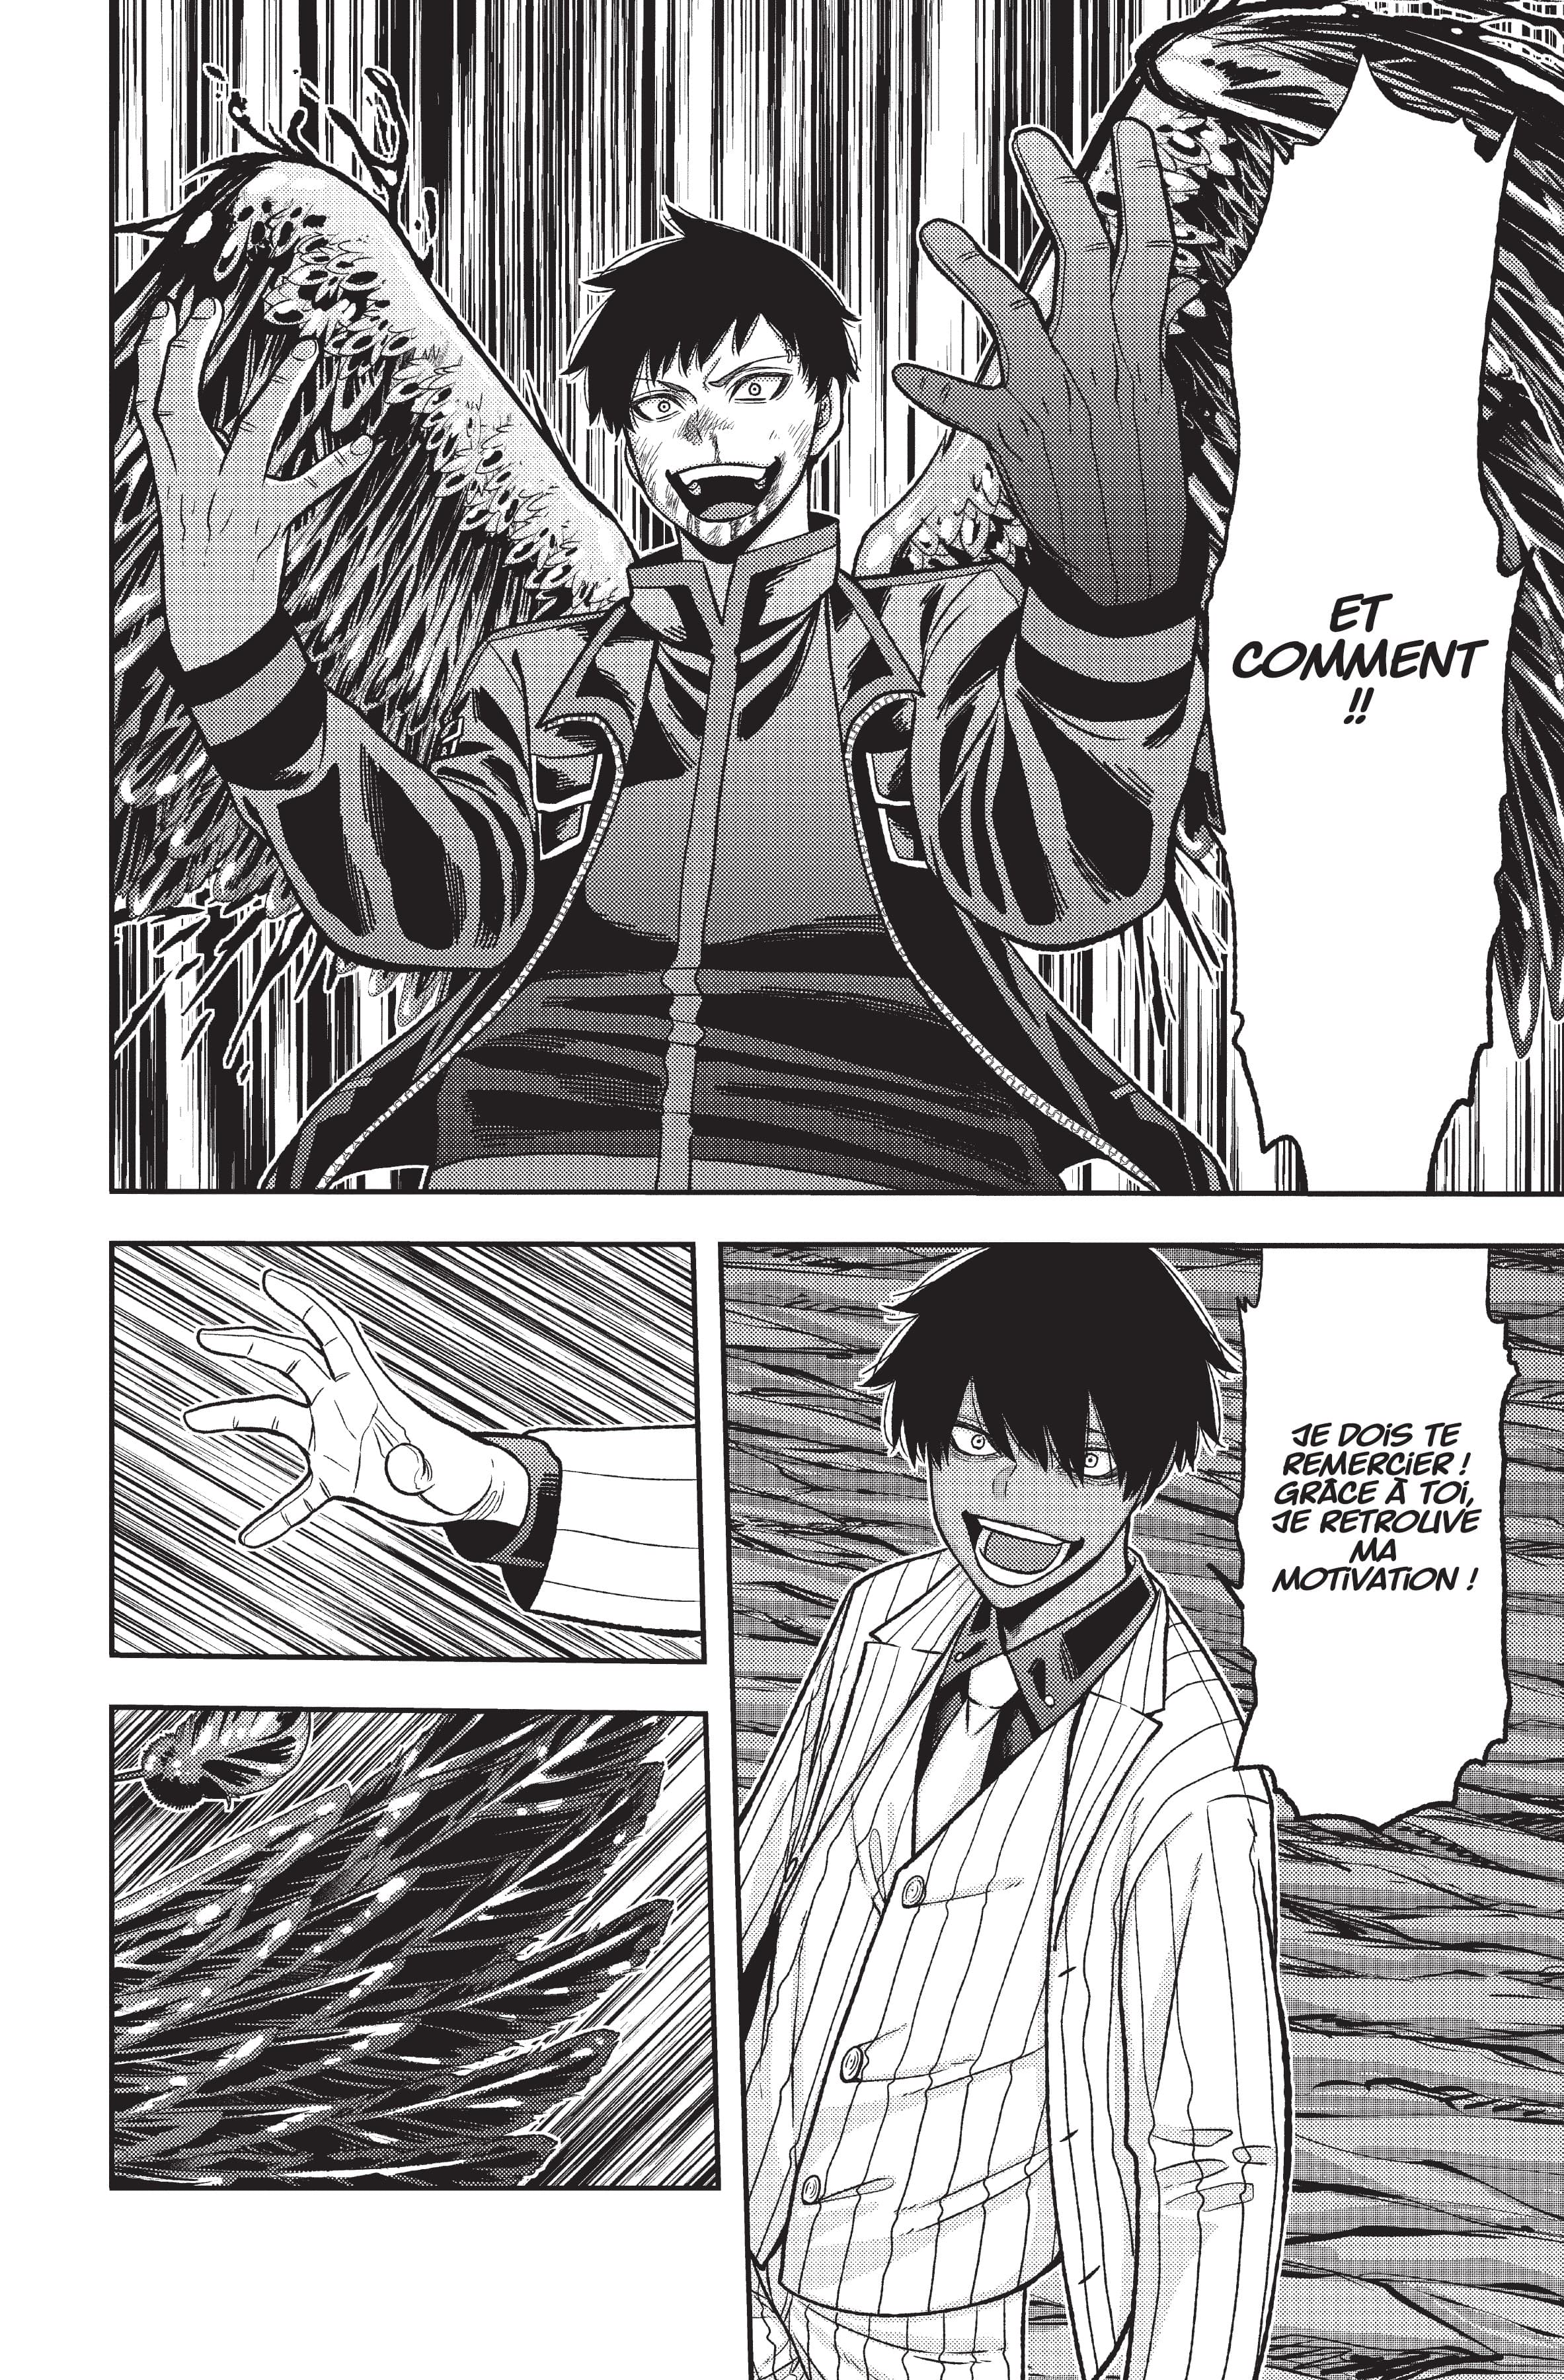 ET
COMMENT
!!
JE DOIS TE
REMERCIER !
GRÂCE À TOI,
JE RETROUVE
MA
MOTIVATION !